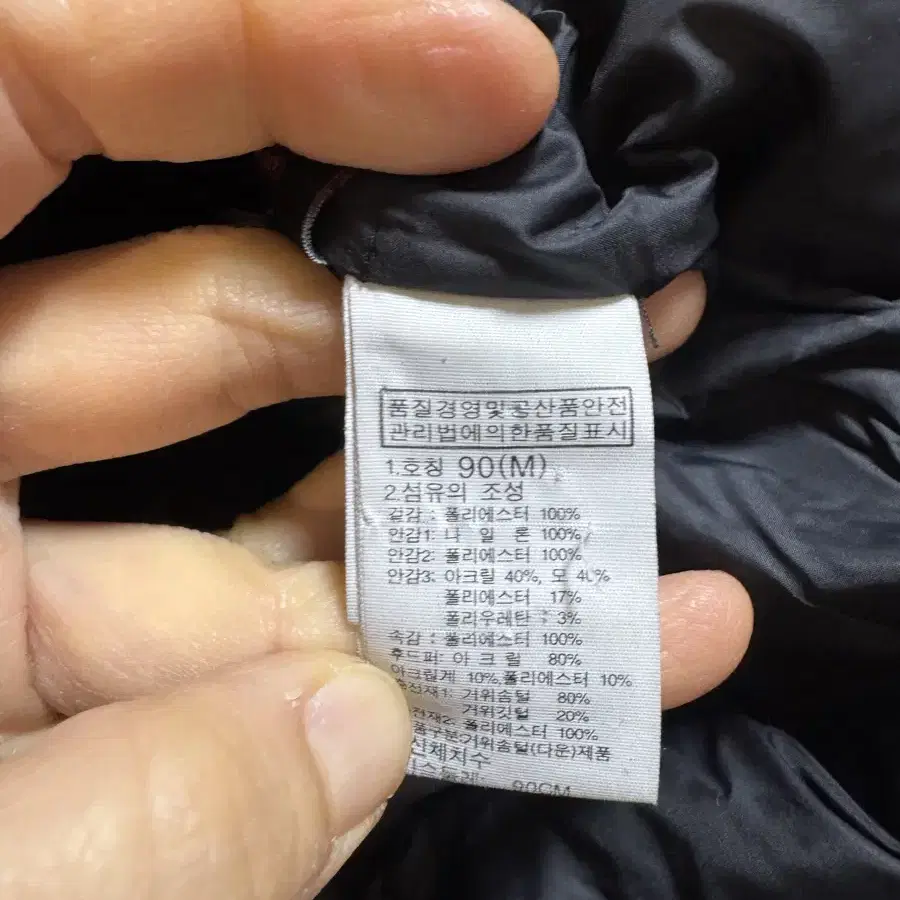 품질경영및공산품안전
관리법에의한품질표시
1.호칭 90(M)
2.섬유의 조성
겉감 : 폴리에스터 100%
안감1: 나 일 론 100%
안감2: 폴리에스터 100%
안감3: 아크릴 40%, 모 40%
폴리에스터 17%
폴리우레탄 : 3%
속감 : 폴리에스터 100%
후드퍼: 아 크 릴 80%
아크릴계 10%,폴리에스터 10%
충전재1: 거위솜털 80%
거위깃털 20%
전재2: 폴리에스터 100%
품구분:거위솜털(다운)제품
신체치수
90CM